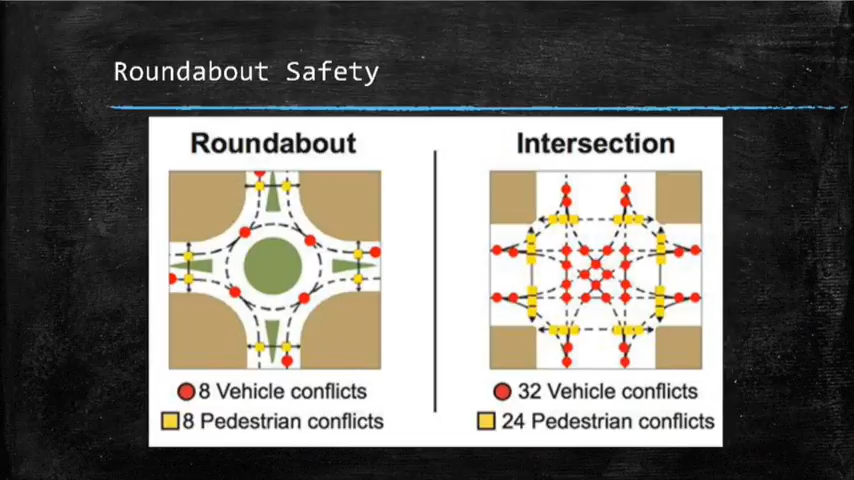 Roundabout Safety
Roundabout
Intersection
8 Vehicle conflicts
8 Pedestrian conflicts
32 Vehicle conflicts
24 Pedestrian conflicts